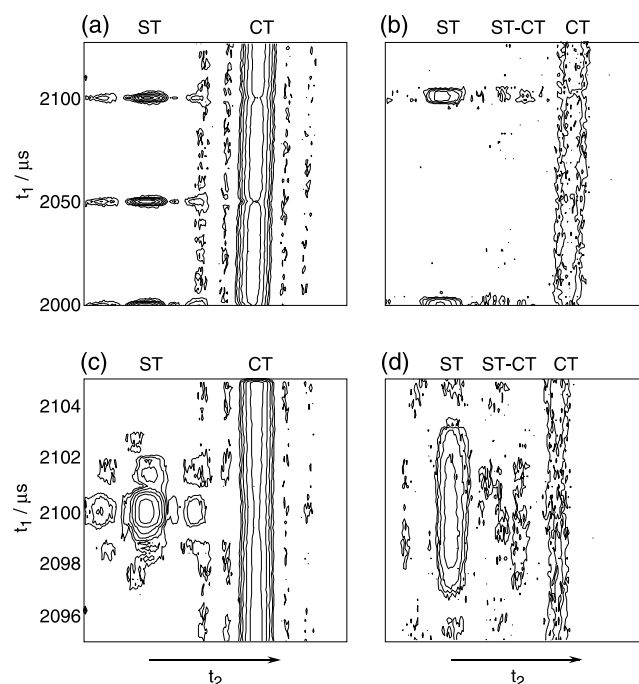 (a) ST CT
(b) ST ST-CT CT
2100
2050
2000
t1 / μs
(c) ST CT
(d) ST ST-CT CT
2104
2102
2100
2098
2096
t1 / μs
t2
t2